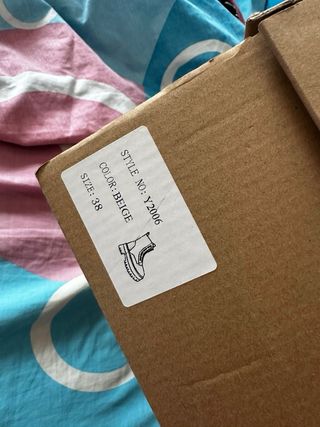 STYLE NO: Y2006
COLOR: BEIGE
SIZE: 38